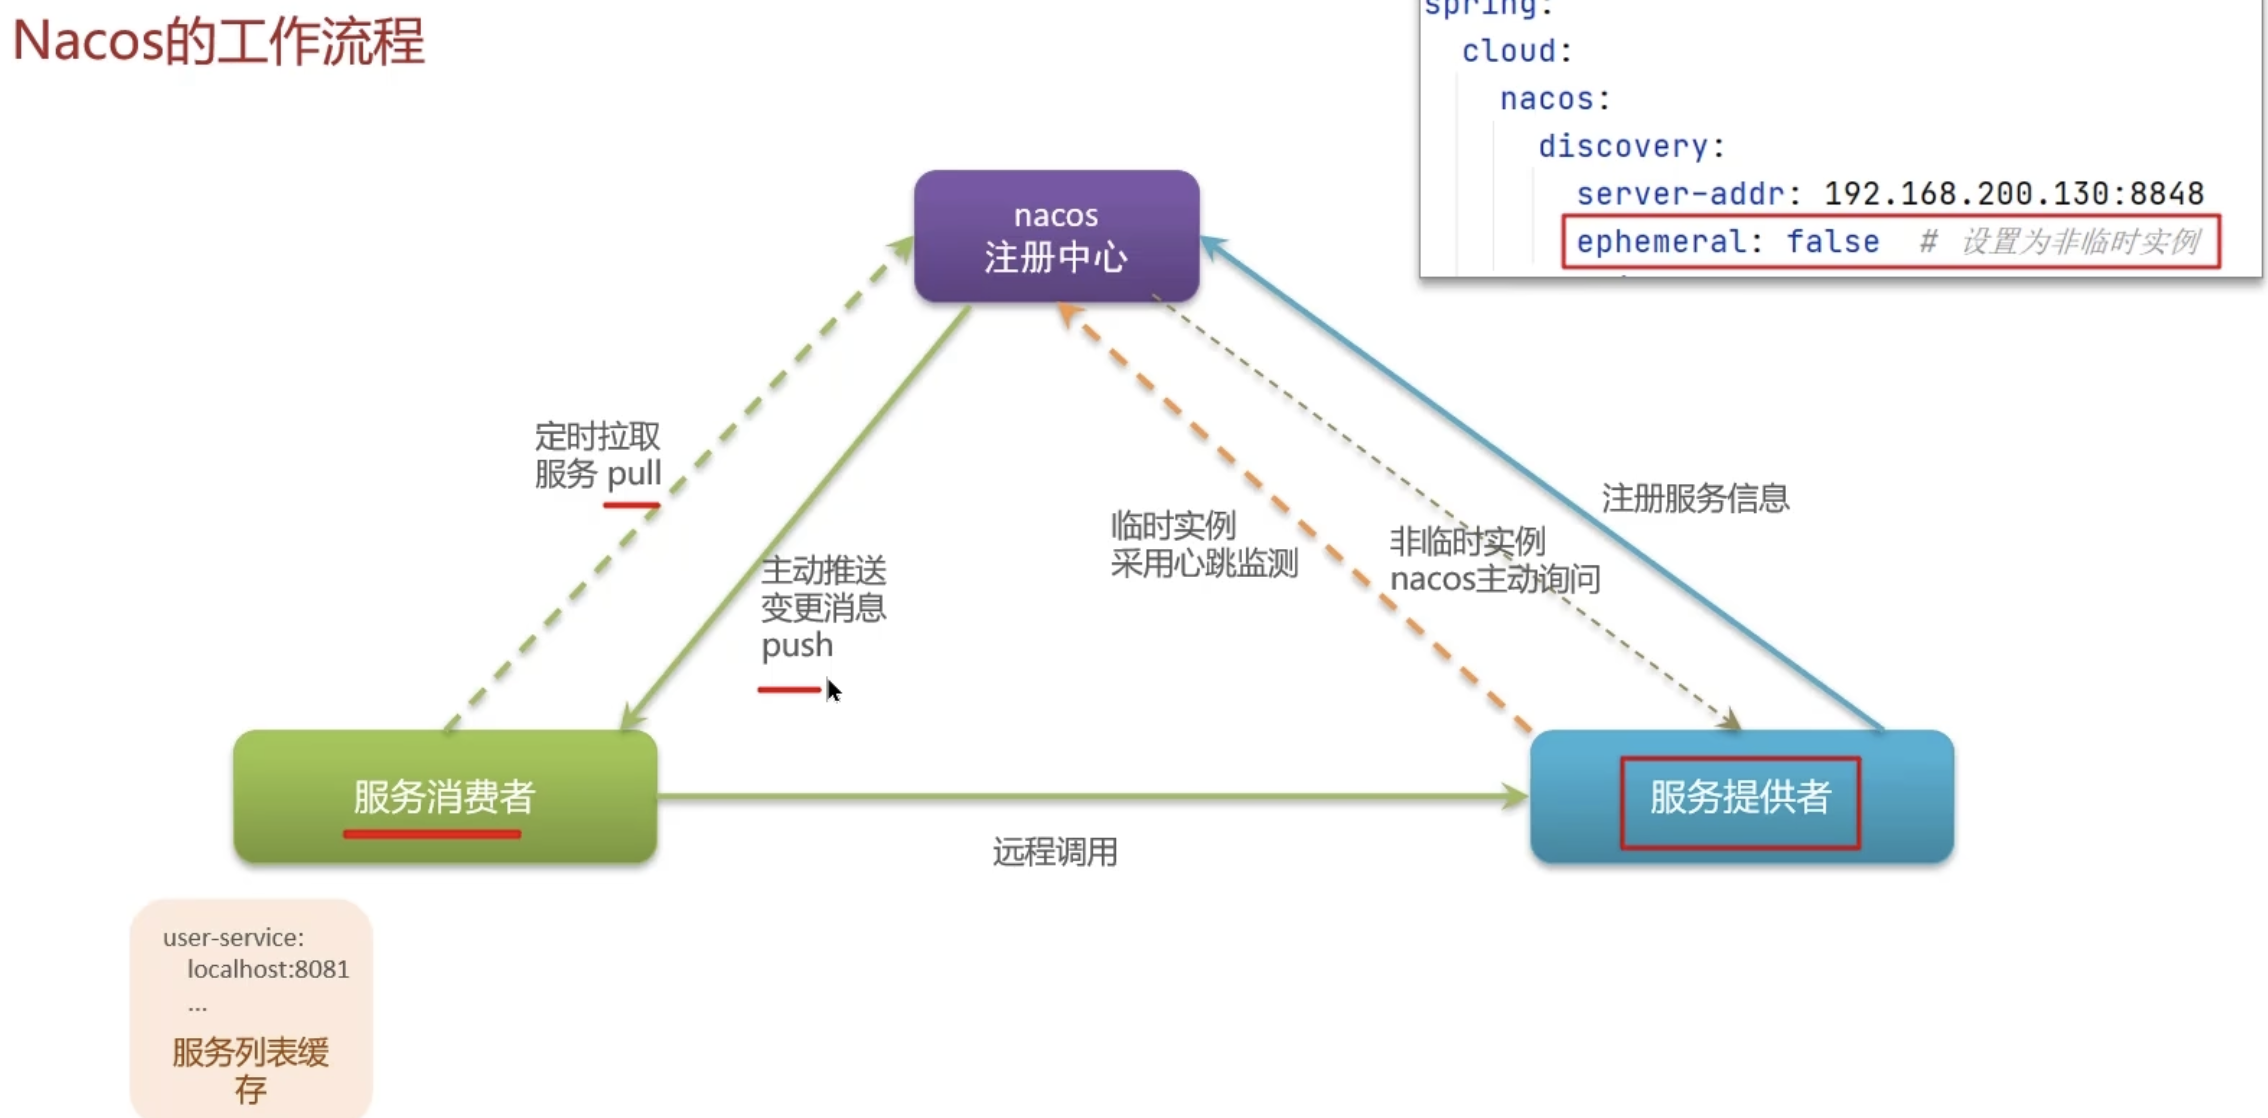 Nacos的工作流程
spring:
cloud:
nacos:
discovery:
server-addr: 192.168.200.130:8848
ephemeral: false # 设置为非临时实例
nacos
注册中心
定时拉取
服务 pull
主动推送
变更消息
push
临时实例
采用心跳监测
非临时实例
nacos主动询问
注册服务信息
服务消费者
远程调用
服务提供者
user-service:
localhost:8081
...
服务列表缓
存